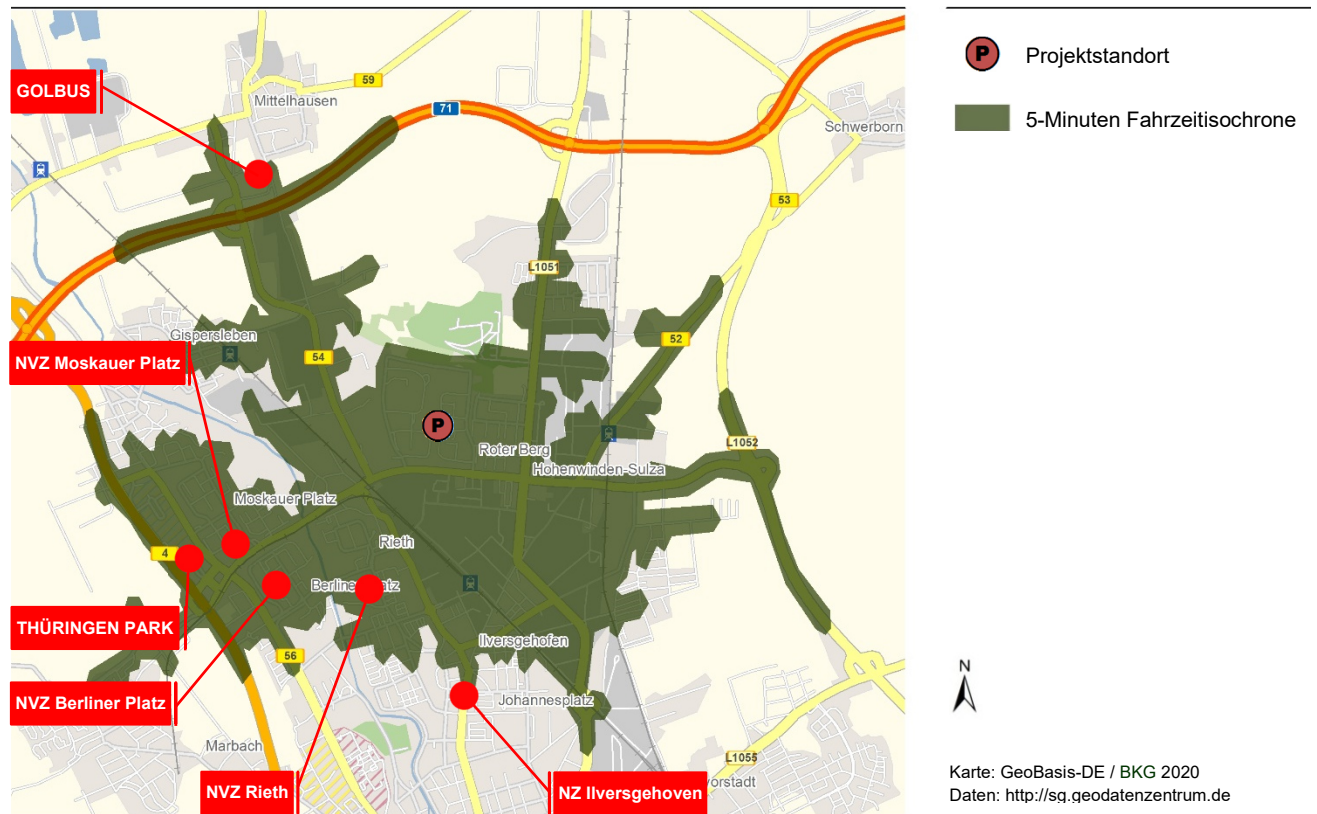 P Projektstandort
5-Minuten Fahrzeitisochrone
59
Mittelhausen
GOLBUS
71
Schwerborn
53
L1051
Gispersleben
NVZ Moskauer Platz
54
52
P
Roter Berg
Hohenwinden-Sulza
L1052
Moskauer Platz
Rieth
4
Berliner Platz
THÜRINGEN PARK
Ilversgehofen
56
NVZ Berliner Platz
Johannesplatz
Marbach
L1055
NVZ Rieth
NZ Ilversgehoven
vorstadt
N
Karte: GeoBasis-DE / BKG 2020
Daten: http://sg.geodatenzentrum.de